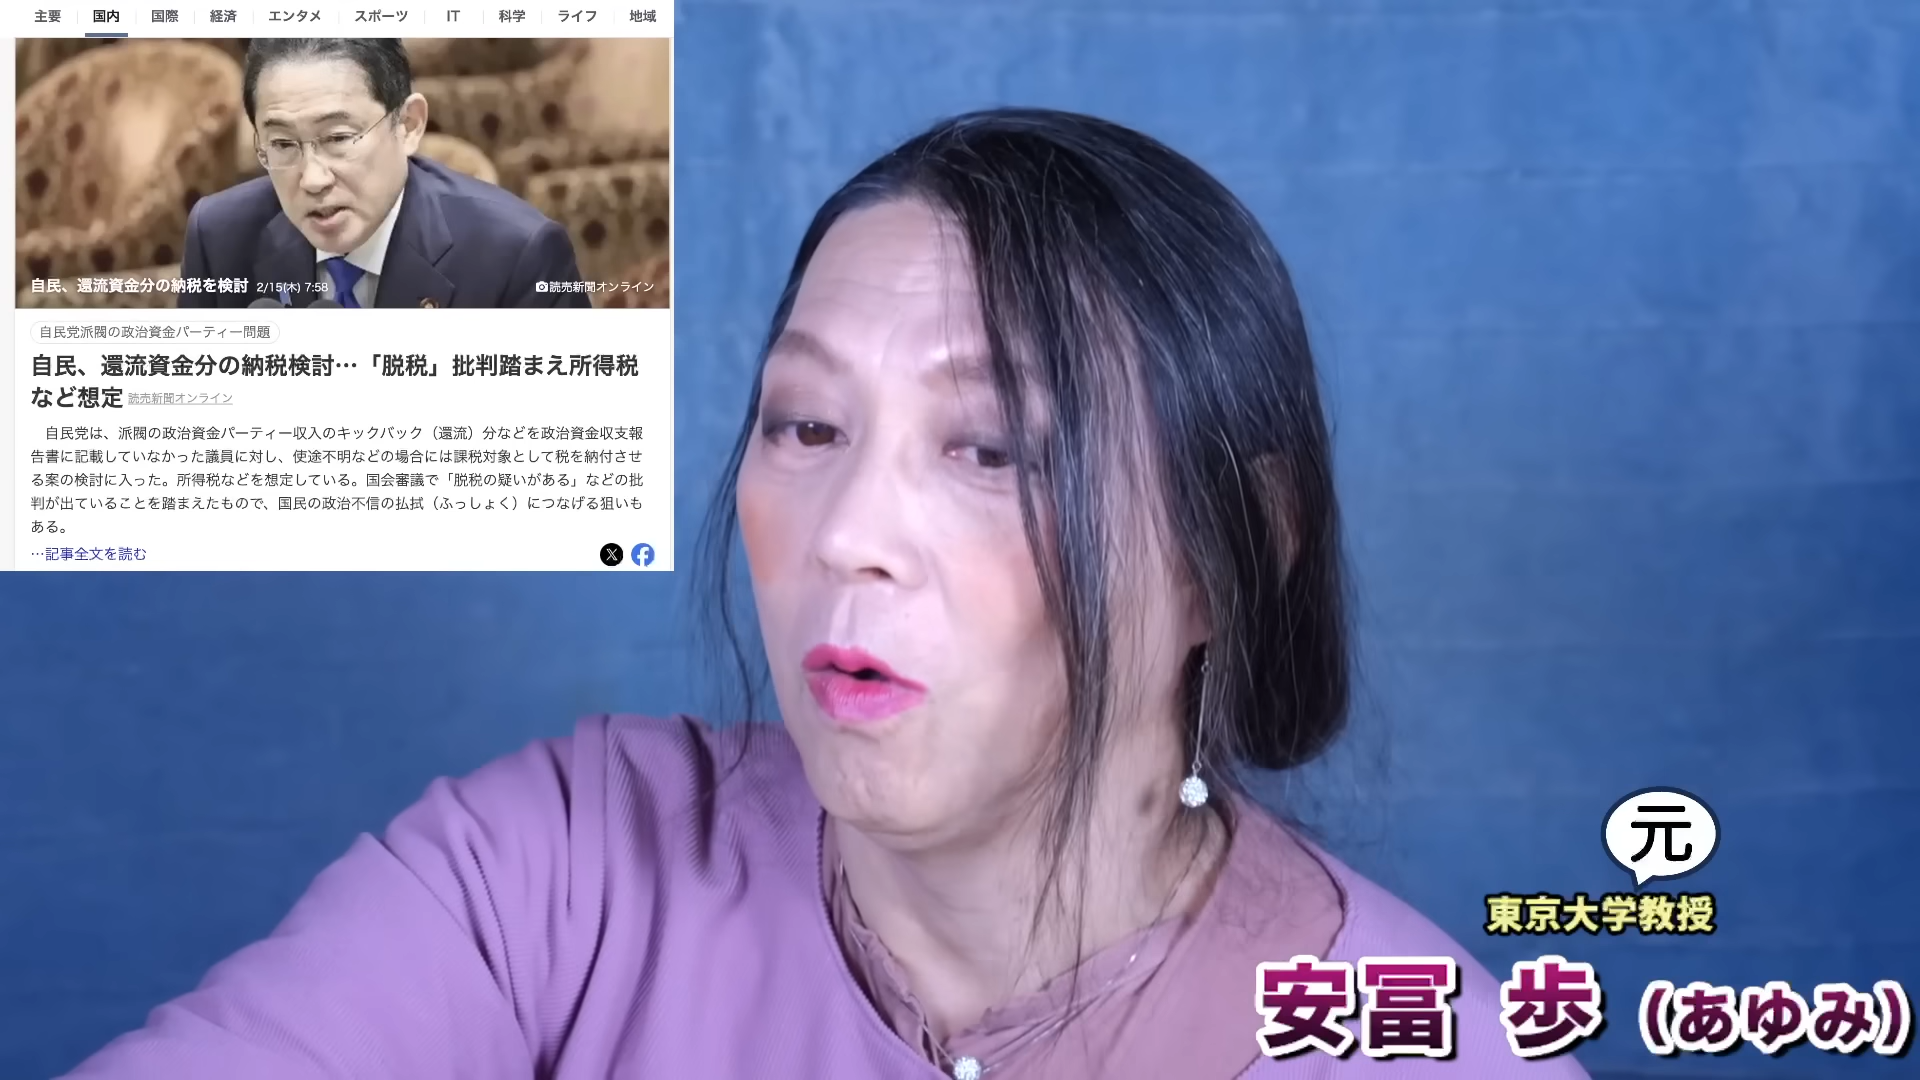 主要 国内 国際 経済 エンタメ スポーツ IT 科学 ライフ 地域
自民、還流資金分の納税を検討 2/15(木) 7:58 読売新聞オンライン
自民党派閥の政治資金パーティー問題
自民、還流資金分の納税検討…「脱税」批判踏まえ所得税
など想定 読売新聞オンライン
自民党は、派閥の政治資金パーティー収入のキックバック（還流）分などを政治資金収支報
告書に記載していなかった議員に対し、使途不明などの場合には課税対象として税を納付させ
る案の検討に入った。所得税などを想定している。国会審議で「脱税の疑いがある」などの批
判が出ていることを踏まえたもので、国民の政治不信の払拭（ふっしょく）につなげる狙いも
ある。
…記事全文を読む
元
東京大学教授
安冨 歩 (あゆみ)